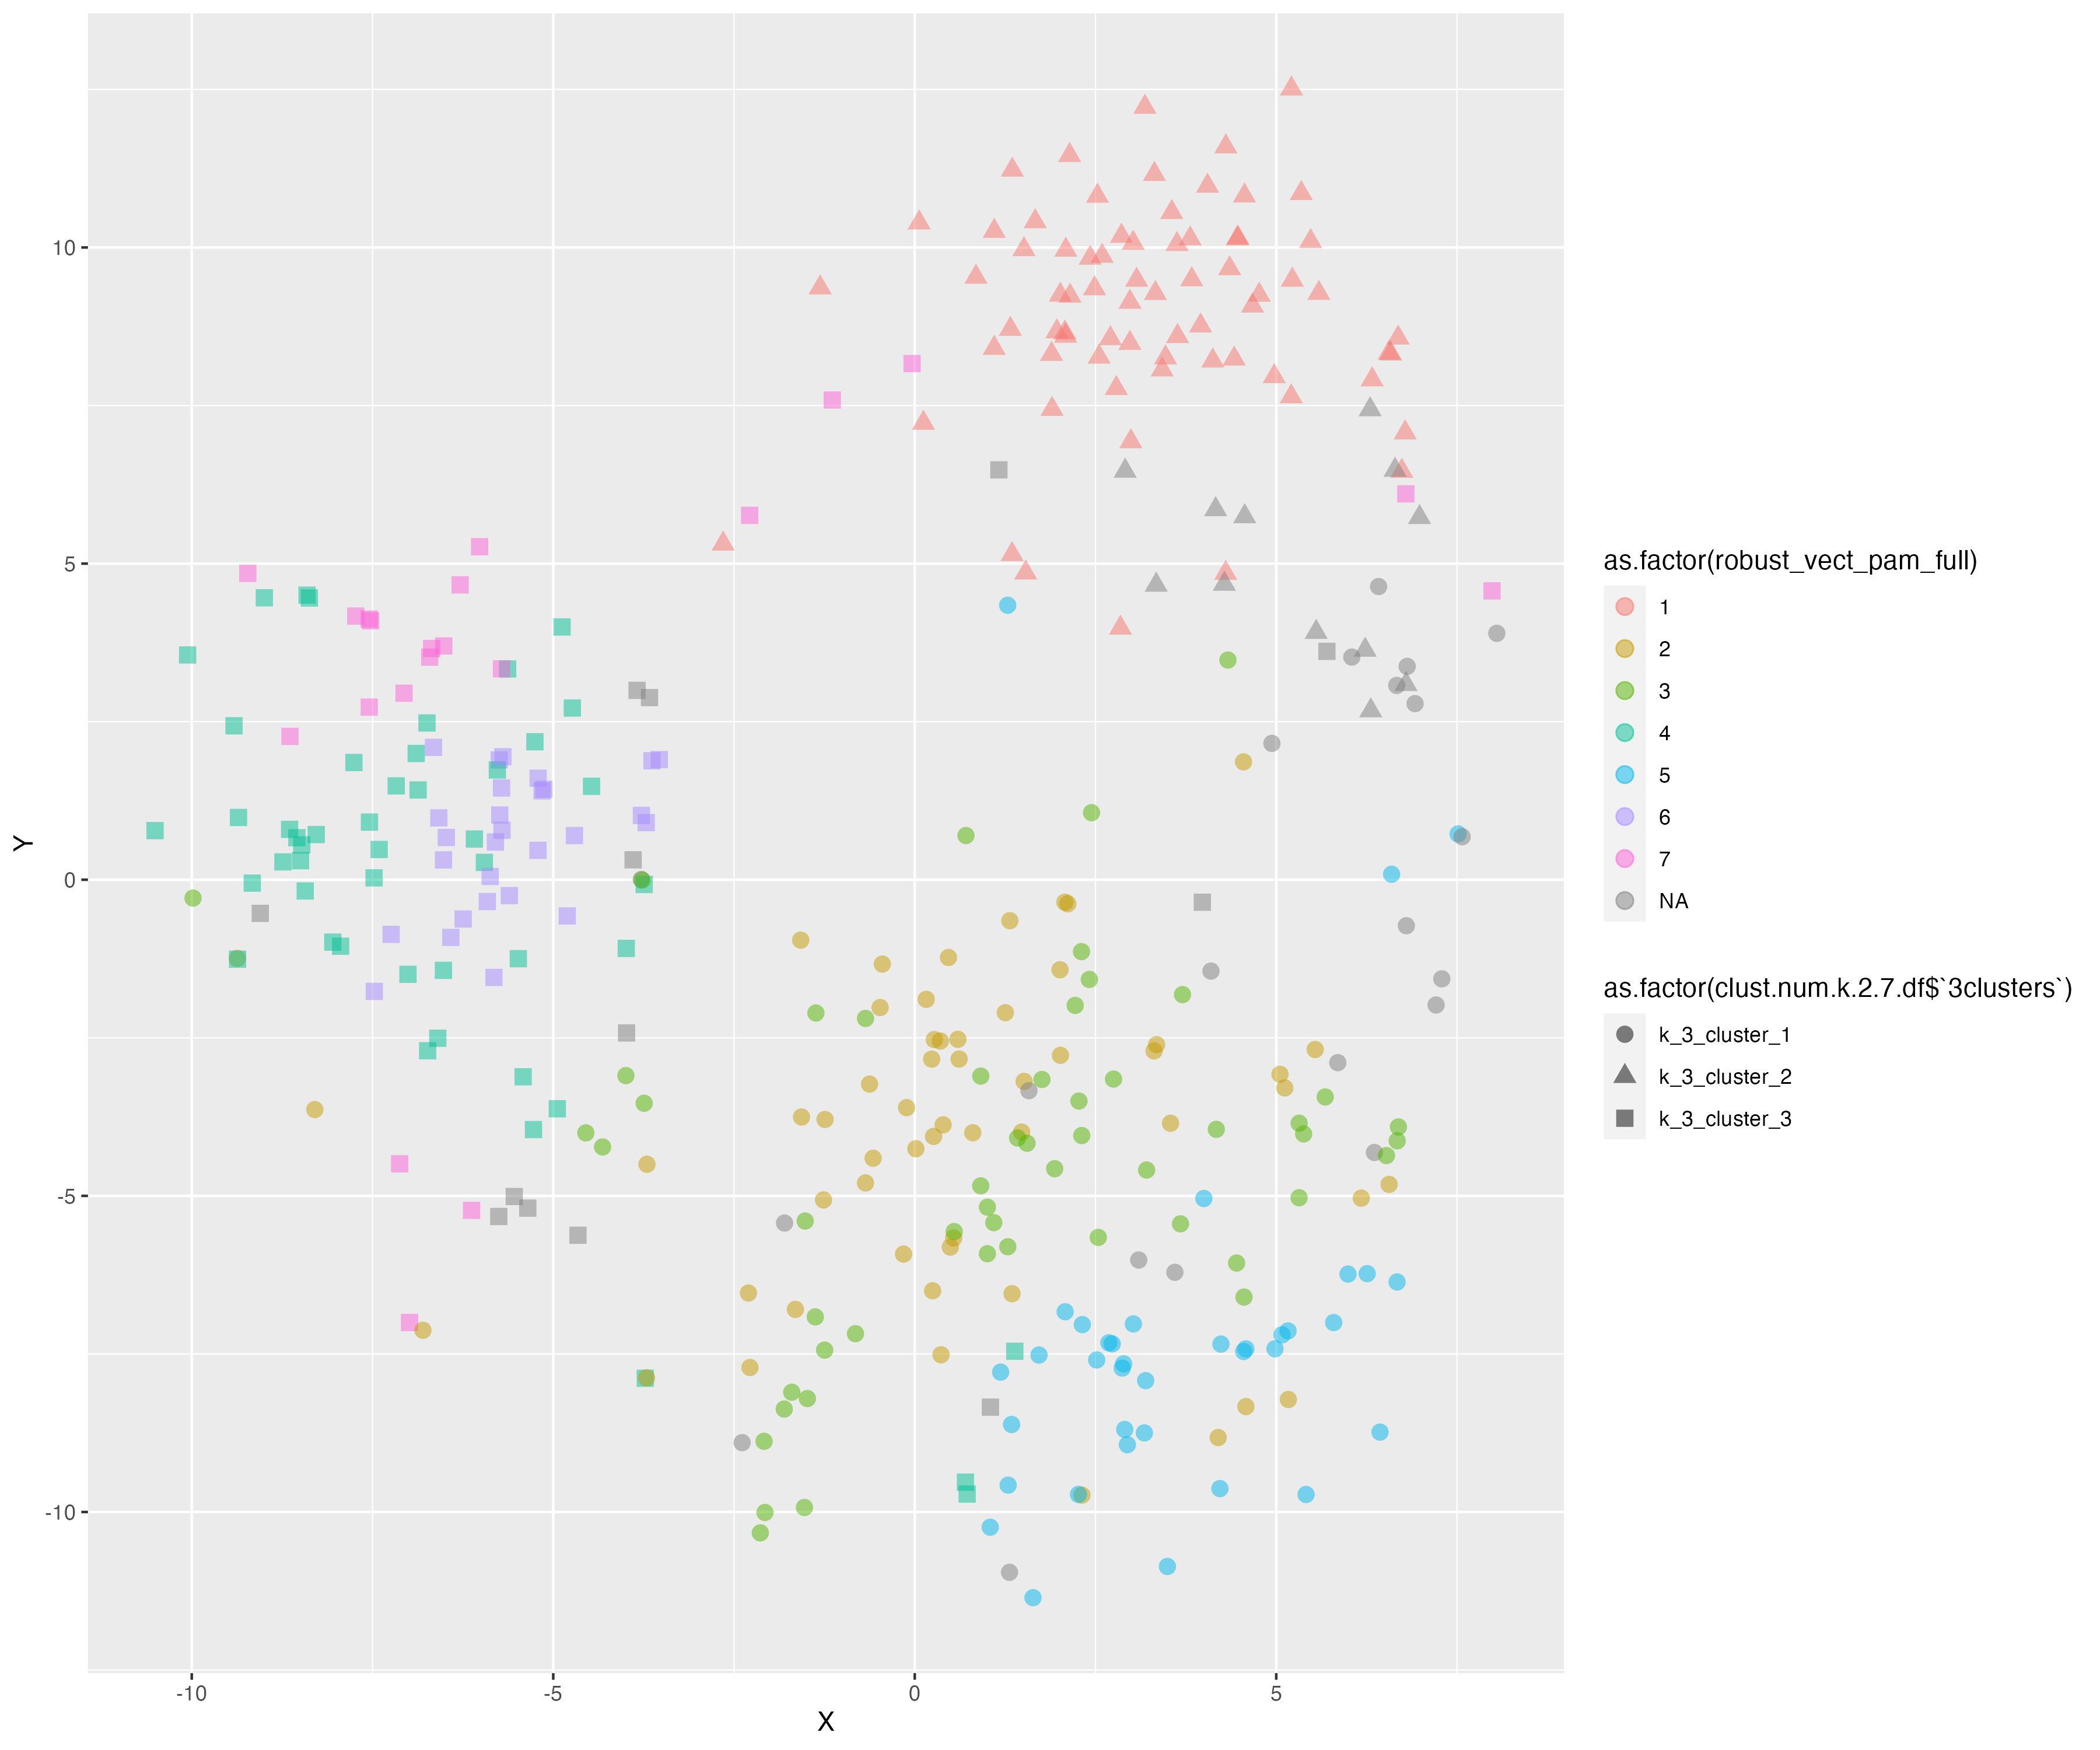 10
5
0
-5
-10
-10
-5
0
5
X
Y
as.factor(robust_vect_pam_full)
1
2
3
4
5
6
7
NA
as.factor(clust.num.k.2.7.df$`3clusters`)
k_3_cluster_1
k_3_cluster_2
k_3_cluster_3